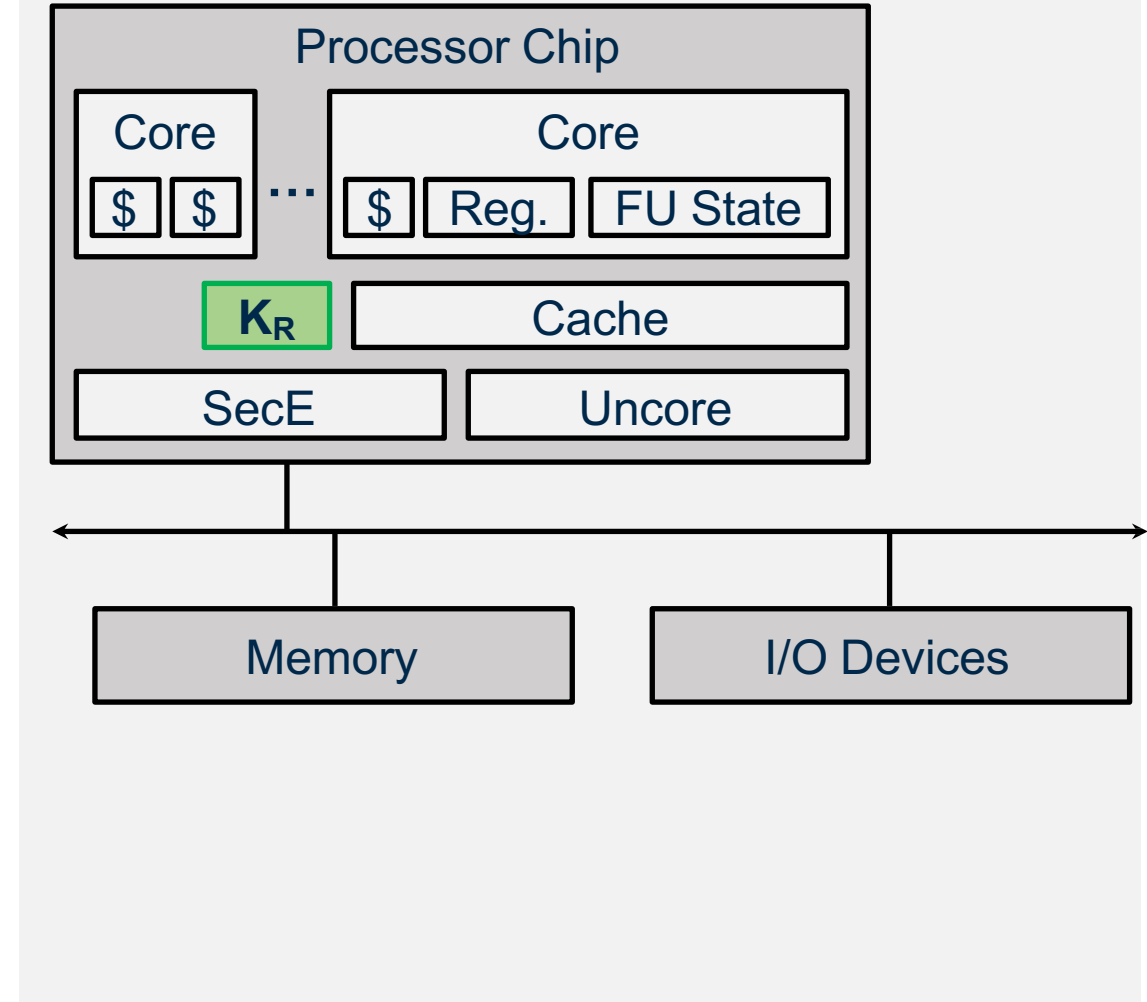 Processor Chip
Core
Core
$ $ ... $ Reg. FU State
KR Cache
SecE Uncore
Memory I/O Devices